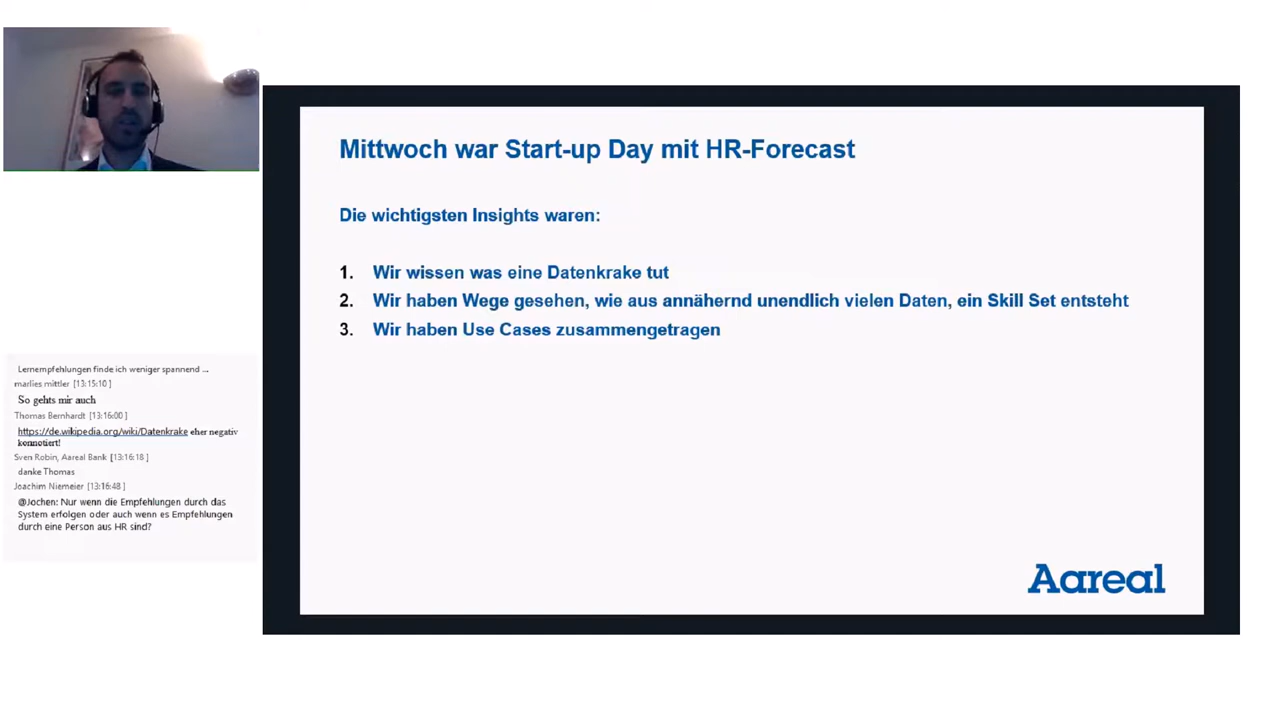 Mittwoch war Start-up Day mit HR-Forecast
Die wichtigsten Insights waren:
1. Wir wissen was eine Datenkrake tut
2. Wir haben Wege gesehen, wie aus annähernd unendlich vielen Daten, ein Skill Set entsteht
3. Wir haben Use Cases zusammengetragen
Aareal
Lernempfehlungen finde ich weniger spannend ...
marlies mittler [13:15:10 ]
So gehts mir auch
Thomas Bernhardt [13:16:00 ]
https://de.wikipedia.org/wiki/Datenkrake eher negativ
konnotiert!
Sven Robin, Aareal Bank [13:16:18 ]
danke Thomas
Joachim Niemeier [13:16:48 ]
@Jochen: Nur wenn die Empfehlungen durch das
System erfolgen oder auch wenn es Empfehlungen
durch eine Person aus HR sind?